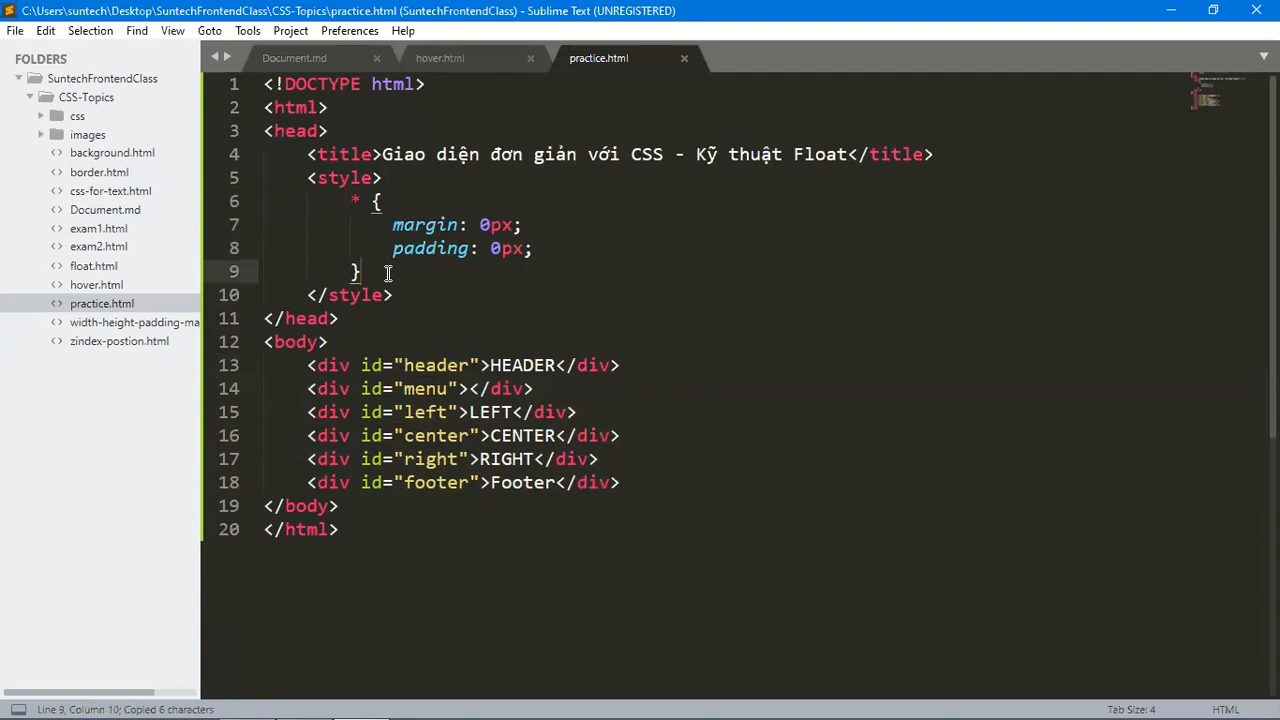 C:\Users\suntech\Desktop\SuntechFrontendClass\CSS-Topics\practice.html (SuntechFrontendClass) - Sublime Text (UNREGISTERED)
File Edit Selection Find View Goto Tools Project Preferences Help
FOLDERS
SuntechFrontendClass
CSS-Topics
css
images
background.html
border.html
css-for-text.html
Document.md
exam1.html
exam2.html
float.html
hover.html
practice.html
width-height-padding-ma
zindex-postion.html
Document.md hover.html practice.html
1 <!DOCTYPE html>
2 <html>
3 <head>
4 <title>Giao diện đơn giản với CSS - Kỹ thuật Float</title>
5 <style>
6 * {
7 margin: 0px;
8 padding: 0px;
9 }
10 </style>
11 </head>
12 <body>
13 <div id="header">HEADER</div>
14 <div id="menu"></div>
15 <div id="left">LEFT</div>
16 <div id="center">CENTER</div>
17 <div id="right">RIGHT</div>
18 <div id="footer">Footer</div>
19 </body>
20 </html>
Line 9, Column 10; Copied 6 characters Tab Size: 4 HTML